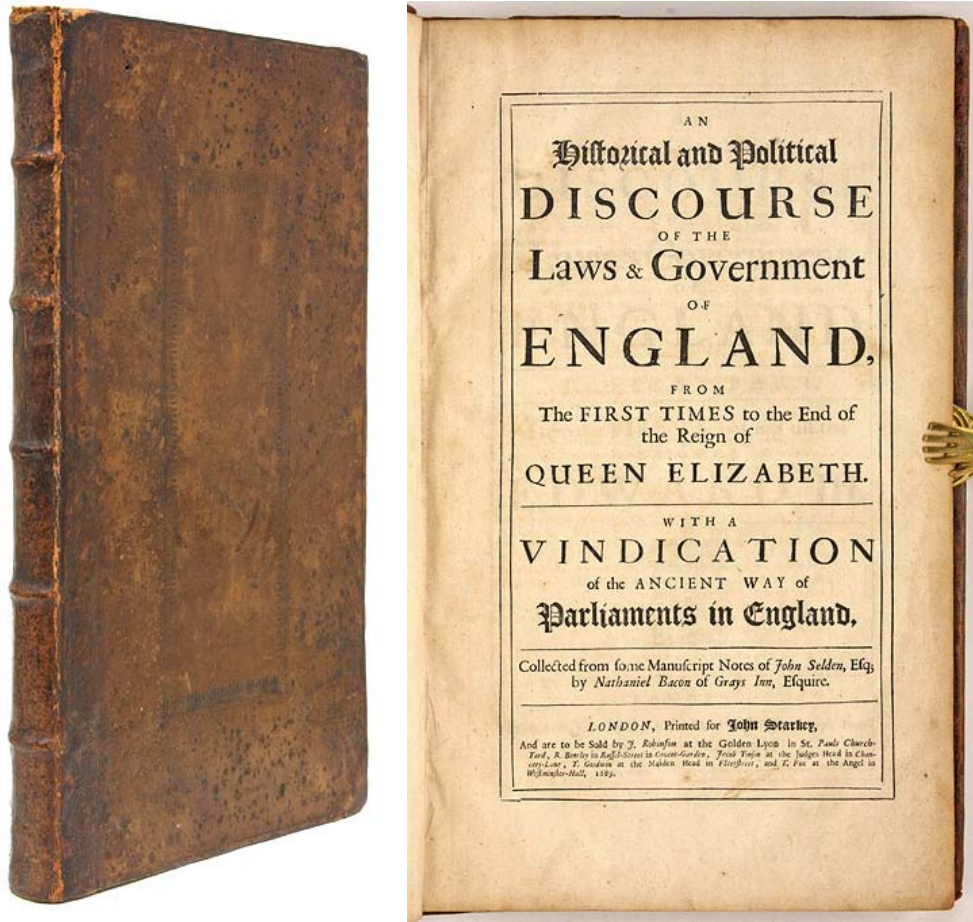 AN
Hiſtorical and Political
DISCOURSE
OF THE
Laws & Government
OF
ENGLAND,
FROM
The FIRST TIMES to the End of
the Reign of
QUEEN ELIZABETH.
WITH A
VINDICATION
of the ANCIENT WAY of
Parliaments in England,
Collected from ſome Manuſcript Notes of John Selden, Eſq;
by Nathaniel Bacon of Grays Inn, Eſquire.
LONDON, Printed for John Starkey,
And are to be Sold by J. Robinſon at the Golden Lyon in St. Pauls Church-
Yard, R. Bentley in Ruſſel-Street in Covent-Garden, Jacob Tonſon at the Judges Head in Chan-
cery-Lane, T. Goodwin at the Maiden Head in Fleetſtreet, and T. Fox at the Angel in
Weſtminſter-Hall, 1689.